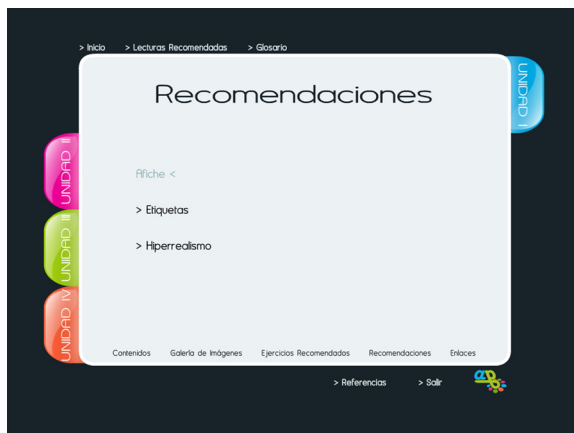 > Inicio > Lecturas Recomendadas > Glosario
UNIDAD I
Recomendaciones
UNIDAD II
Afiche <
> Etiquetas
UNIDAD III
> Hiperrealismo
UNIDAD IV
Contenidos Galería de Imágenes Ejercicios Recomendados Recomendaciones Enlaces
> Referencias > Salir